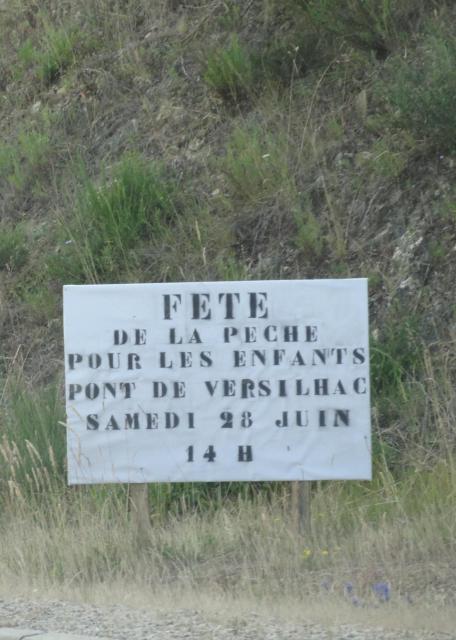 FETE
DE LA PECHE
POUR LES ENFANTS
PONT DE VERSILHAC
SAMEDI 28 JUIN
14 H